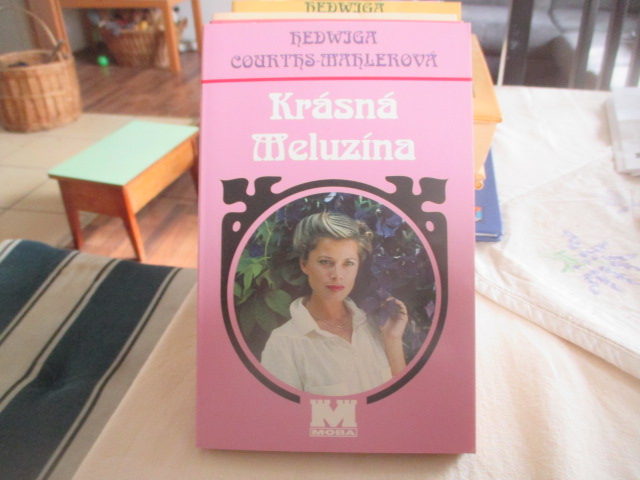 HEDWIGA
HEDWIGA
COURTHS-MAHLEROVÁ
Krásná
Meluzína
M
MOBA